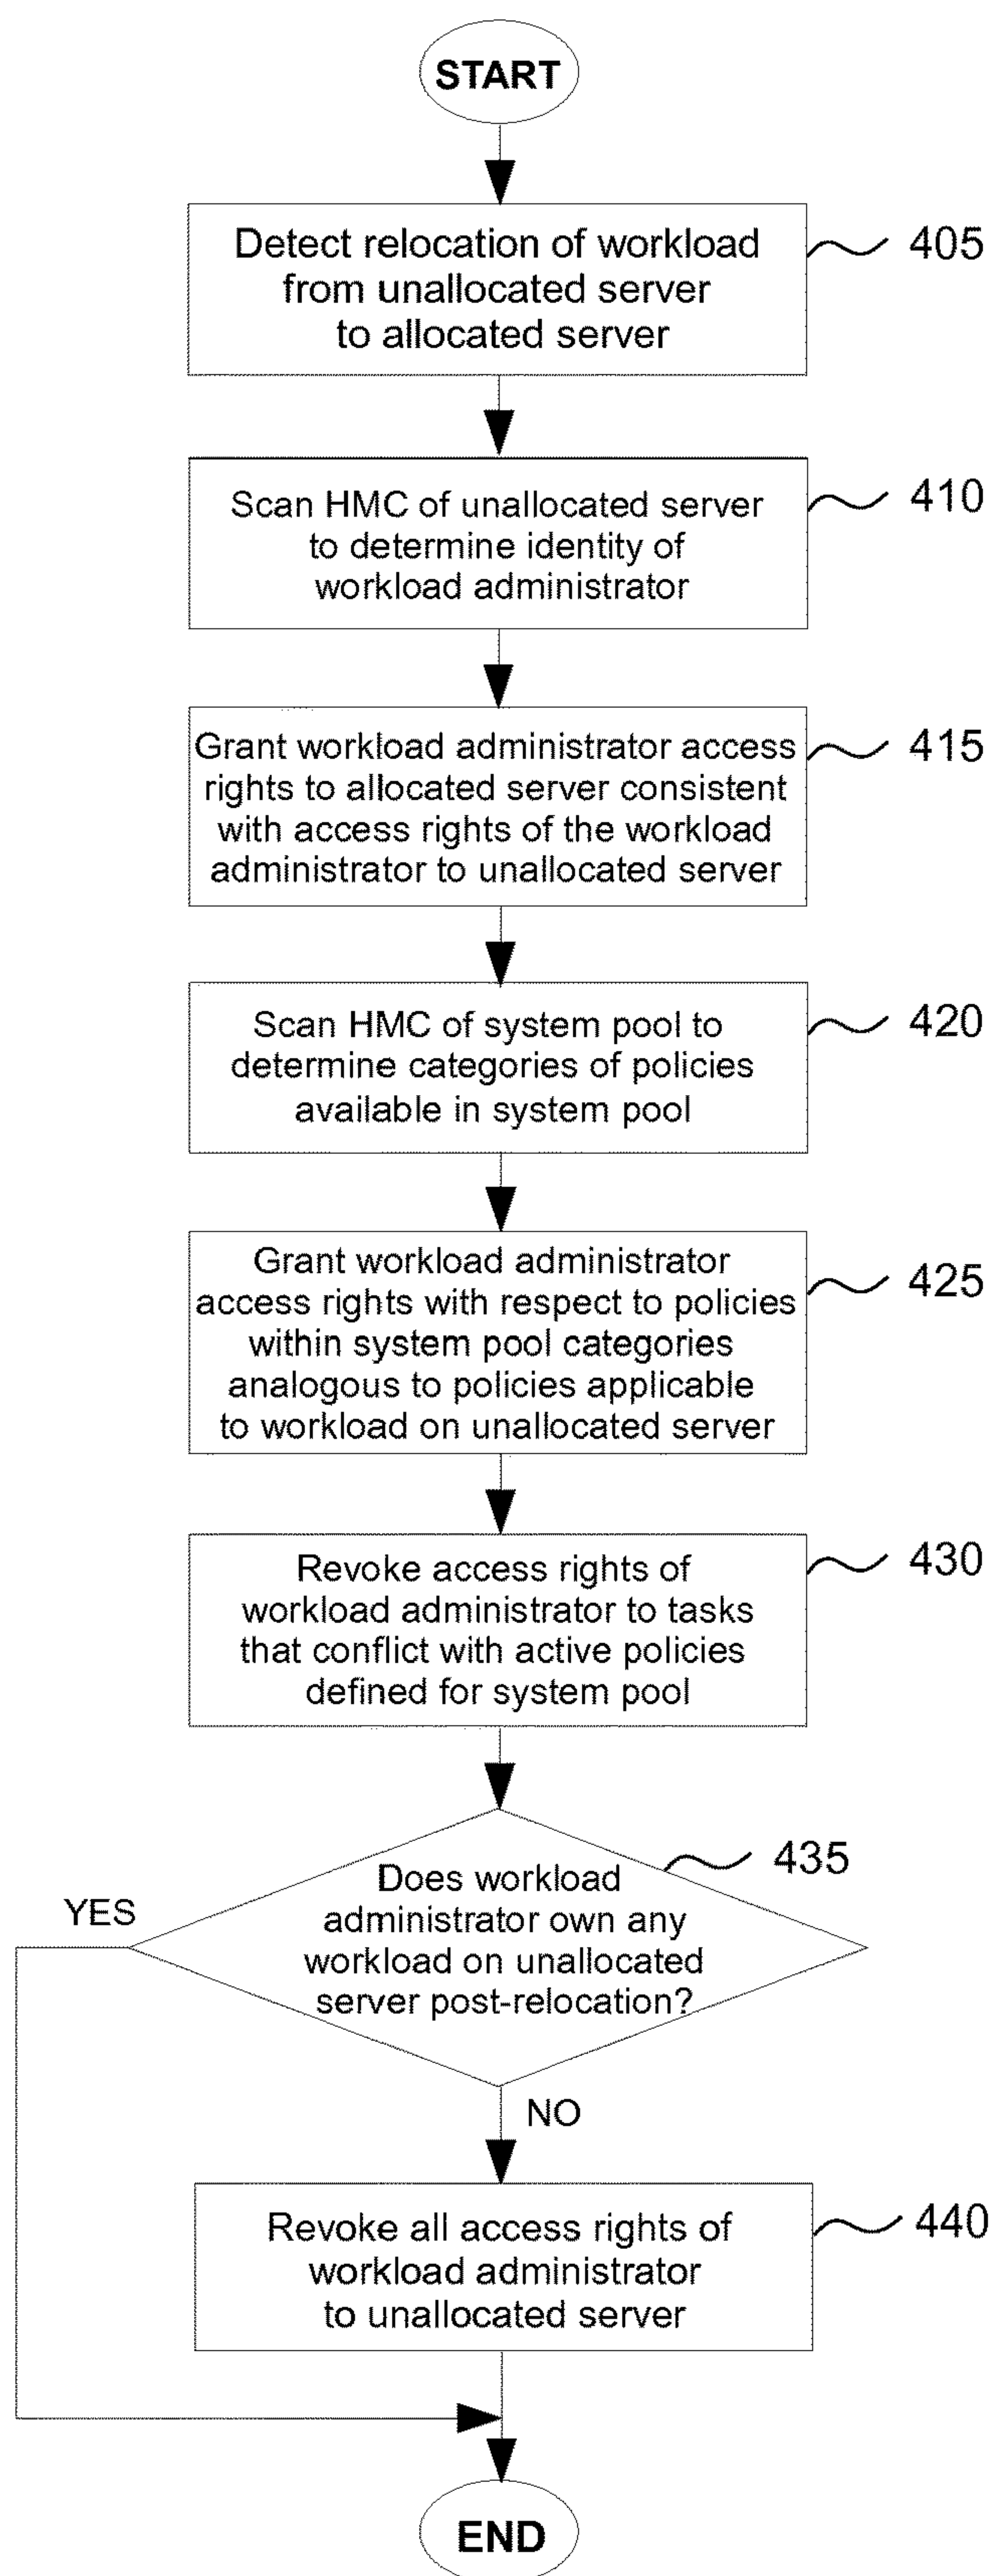 START
Detect relocation of workload
from unallocated server
to allocated server
405
Scan HMC of unallocated server
to determine identity of
workload administrator
410
Grant workload administrator access
rights to allocated server consistent
with access rights of the workload
administrator to unallocated server
415
Scan HMC of system pool to
determine categories of policies
available in system pool
420
Grant workload administrator
access rights with respect to policies
within system pool categories
analogous to policies applicable
to workload on unallocated server
425
Revoke access rights of
workload administrator to tasks
that conflict with active policies
defined for system pool
430
Does workload
administrator own any
workload on unallocated
server post-relocation?
435
YES
NO
Revoke all access rights of
workload administrator
to unallocated server
440
END